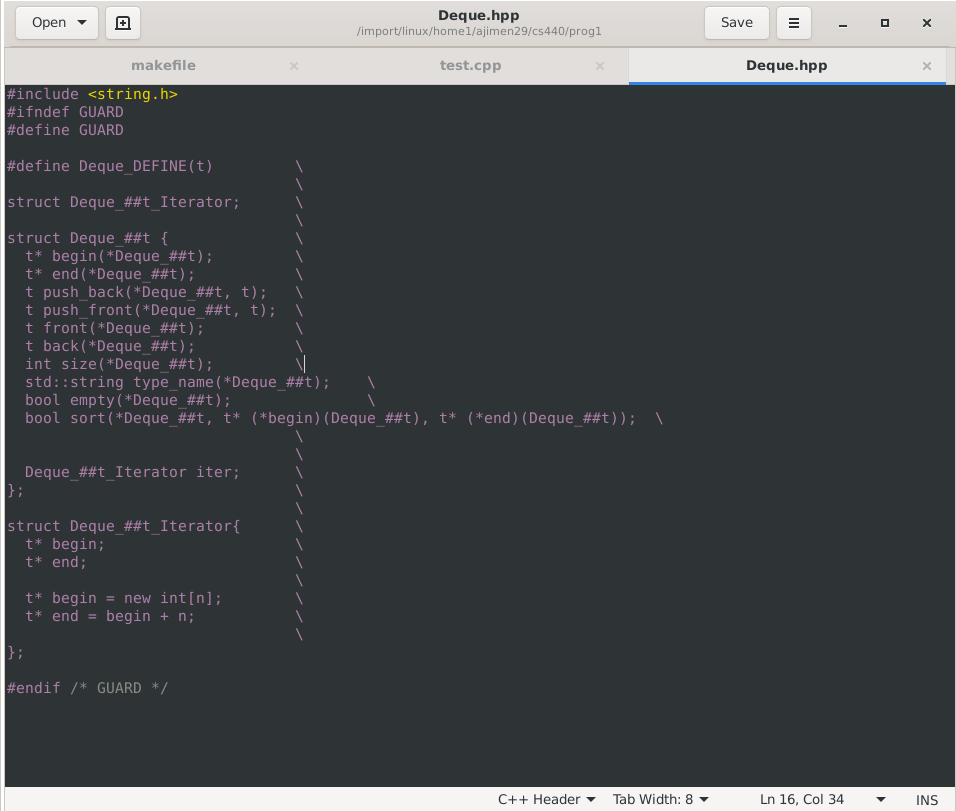 Open
Deque.hpp
/import/linux/home1/ajimen29/cs440/prog1
Save
makefile
test.cpp
Deque.hpp
#include <string.h>
#ifndef GUARD
#define GUARD

#define Deque_DEFINE(t)         \
                                \
struct Deque_##t_Iterator;      \
                                \
struct Deque_##t {              \
  t* begin(*Deque_##t);         \
  t* end(*Deque_##t);           \
  t push_back(*Deque_##t, t);   \
  t push_front(*Deque_##t, t);  \
  t front(*Deque_##t);          \
  t back(*Deque_##t);           \
  int size(*Deque_##t);         \
  std::string type_name(*Deque_##t);    \
  bool empty(*Deque_##t);               \
  bool sort(*Deque_##t, t* (*begin)(Deque_##t), t* (*end)(Deque_##t));  \
                                \
                                \
  Deque_##t_Iterator iter;      \
};                              \
                                \
struct Deque_##t_Iterator{      \
  t* begin;                     \
  t* end;                       \
                                \
  t* begin = new int[n];        \
  t* end = begin + n;           \
                                \
};

#endif /* GUARD */
C++ Header
Tab Width: 8
Ln 16, Col 34
INS